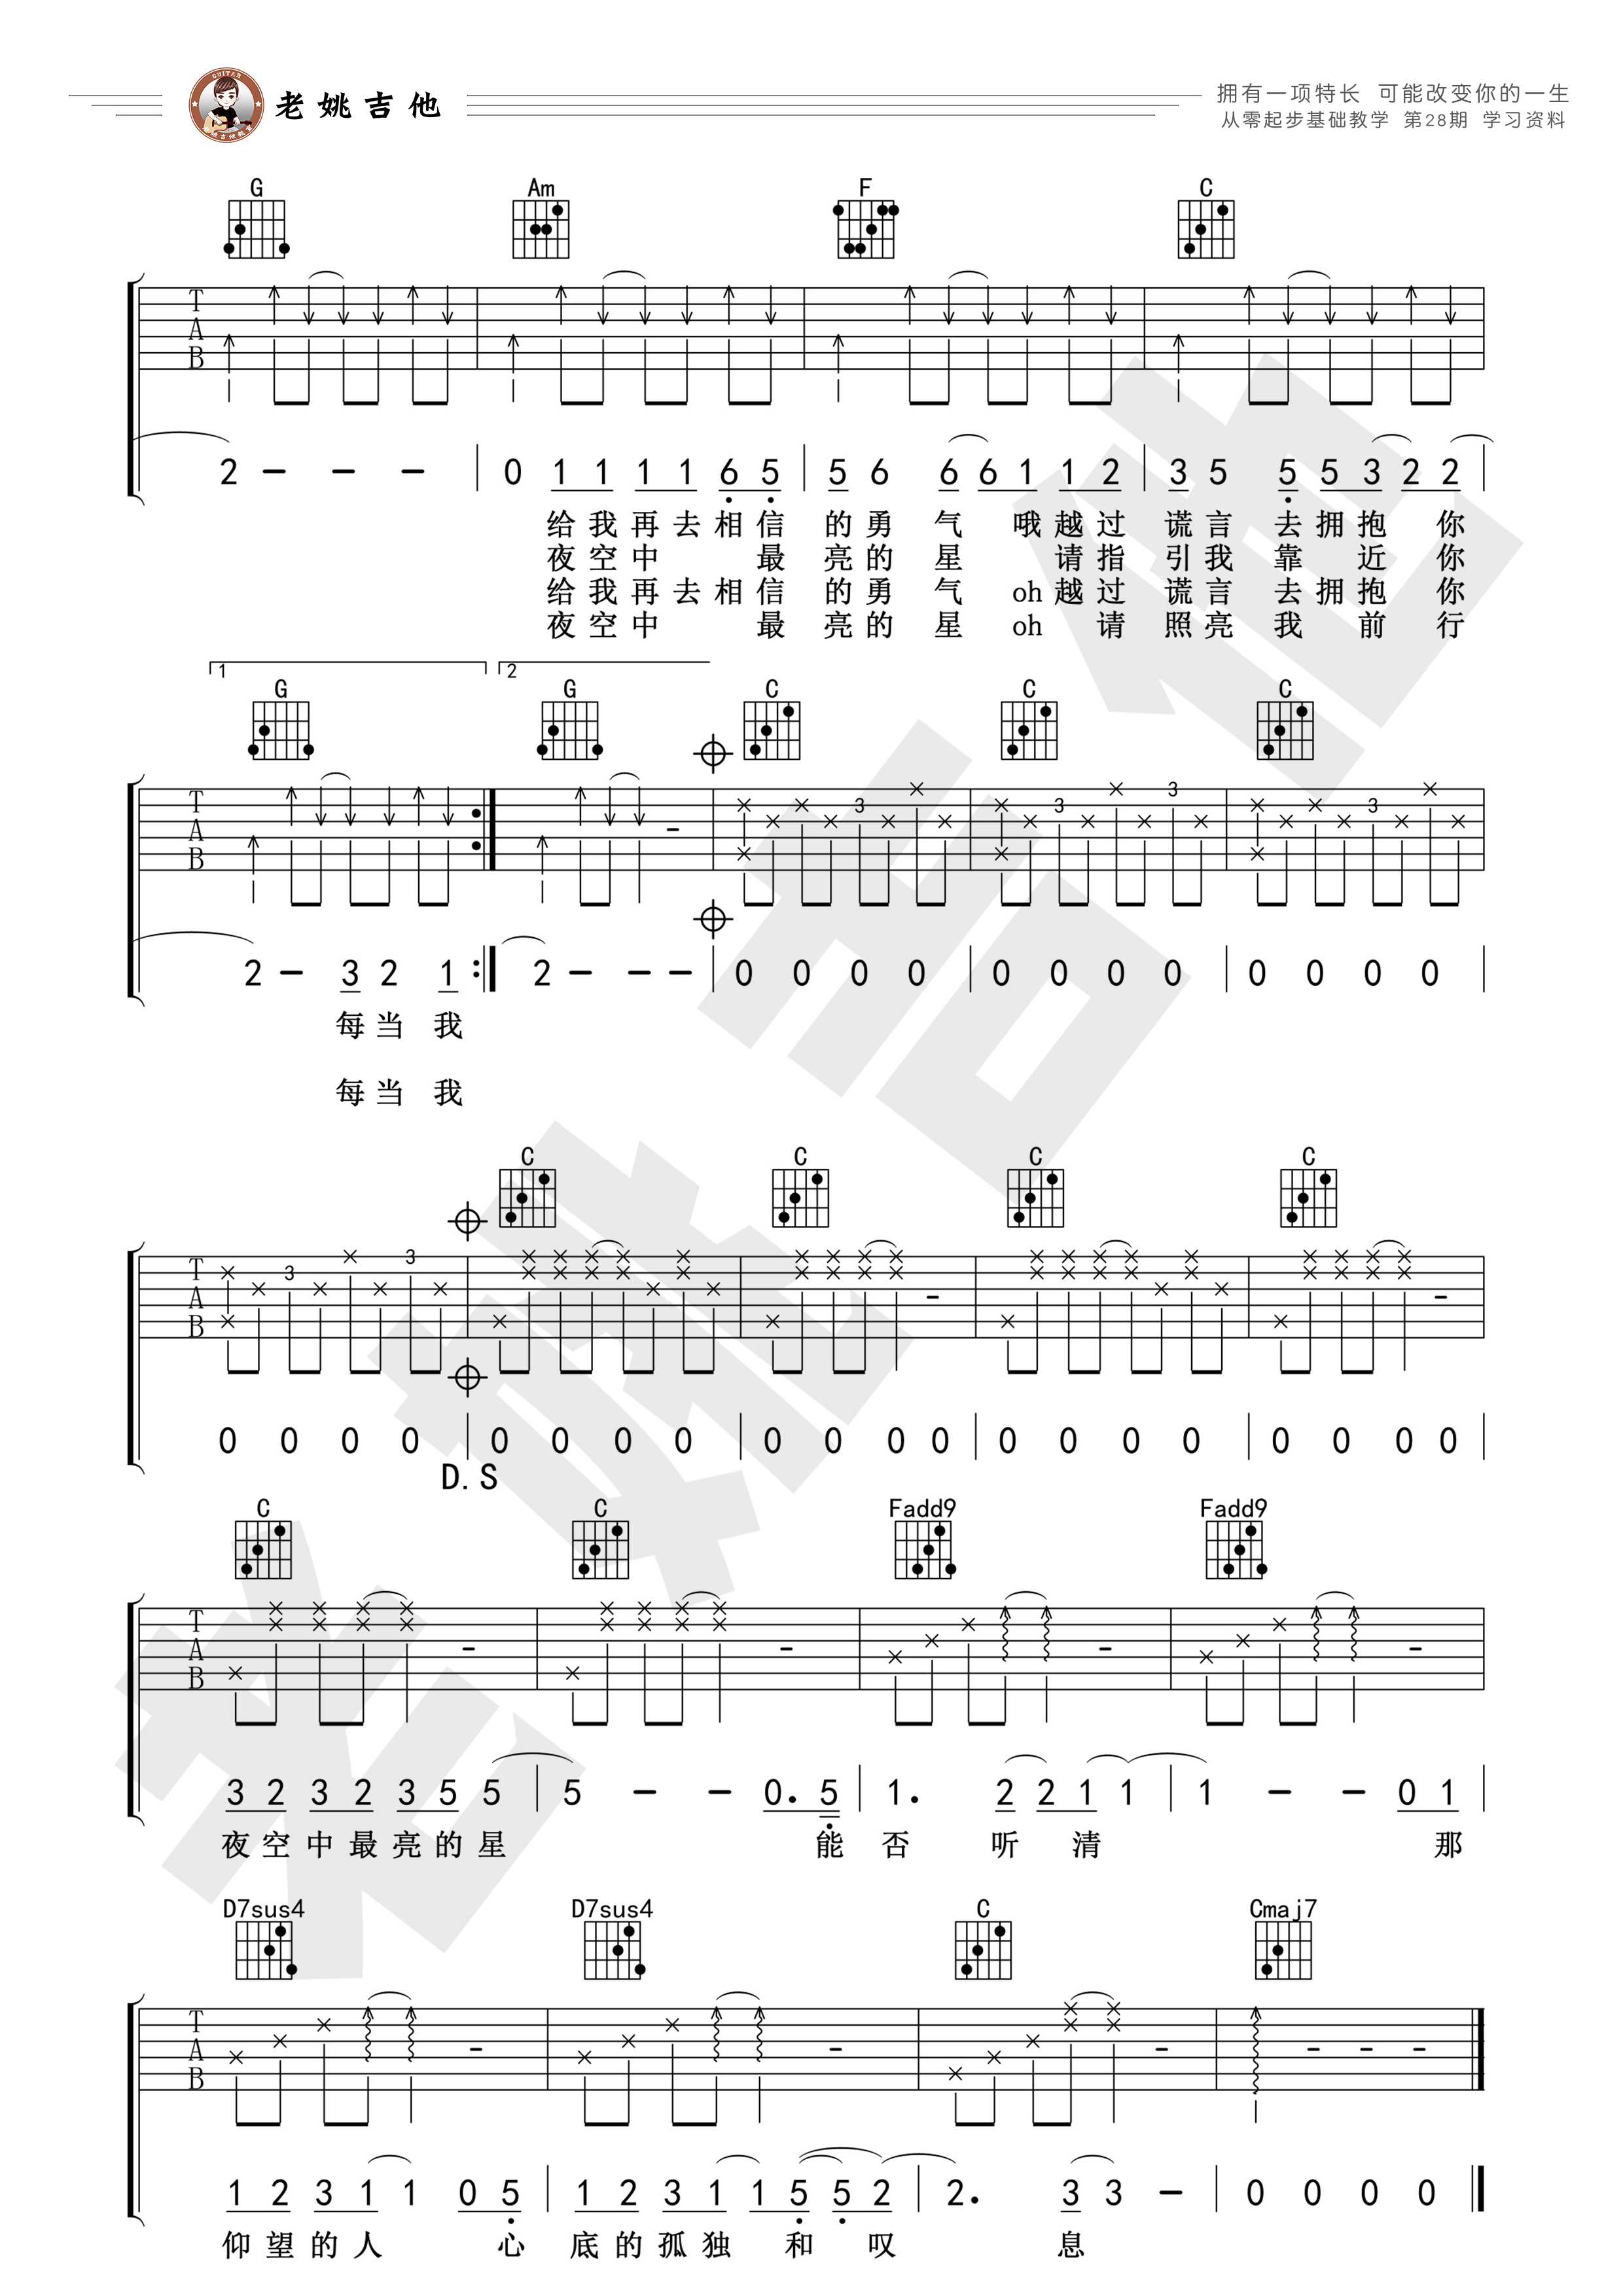 老姚吉他
拥有一项特长 可能改变你的一生
从零起步基础教学 第28期 学习资料
G Am F C
T
A
B
2 - - - | 0 1 1 1 1 6 5 | 5 6 6 6 1 1 2 | 3 5 5 5 3 2 2 |
给我再去相信 的勇 气 哦越过 谎言 去拥抱 你
夜空中 最 亮的 星 请指 引我 靠 近 你
给我再去相信 的勇 气 oh越过 谎言 去拥抱 你
夜空中 最 亮的 星 oh 请 照亮 我 前 行
1 2
G G C C C
3 3 3 3
T
A
B
2 - 3 2 1 :| 2 - - - | 0 0 0 0 | 0 0 0 0 | 0 0 0 0 |
每当 我
每当 我
C C C C
3 3
T
A
B
0 0 0 0 | 0 0 0 0 | 0 0 0 0 | 0 0 0 0 | 0 0 0 0 |
D.S
C C Fadd9 Fadd9
T
A
B
3 2 3 2 3 5 5 | 5 - - 0. 5 | 1. 2 2 1 1 | 1 - - 0 1 |
夜空中最亮的星 能 否 听 清 那
D7sus4 D7sus4 C Cmaj7
T
A
B
1 2 3 1 1 0 5 | 1 2 3 1 1 5 5 2 | 2. 3 3 - | 0 0 0 0
仰望的人 心 底的孤独 和 叹 息
老姚吉他